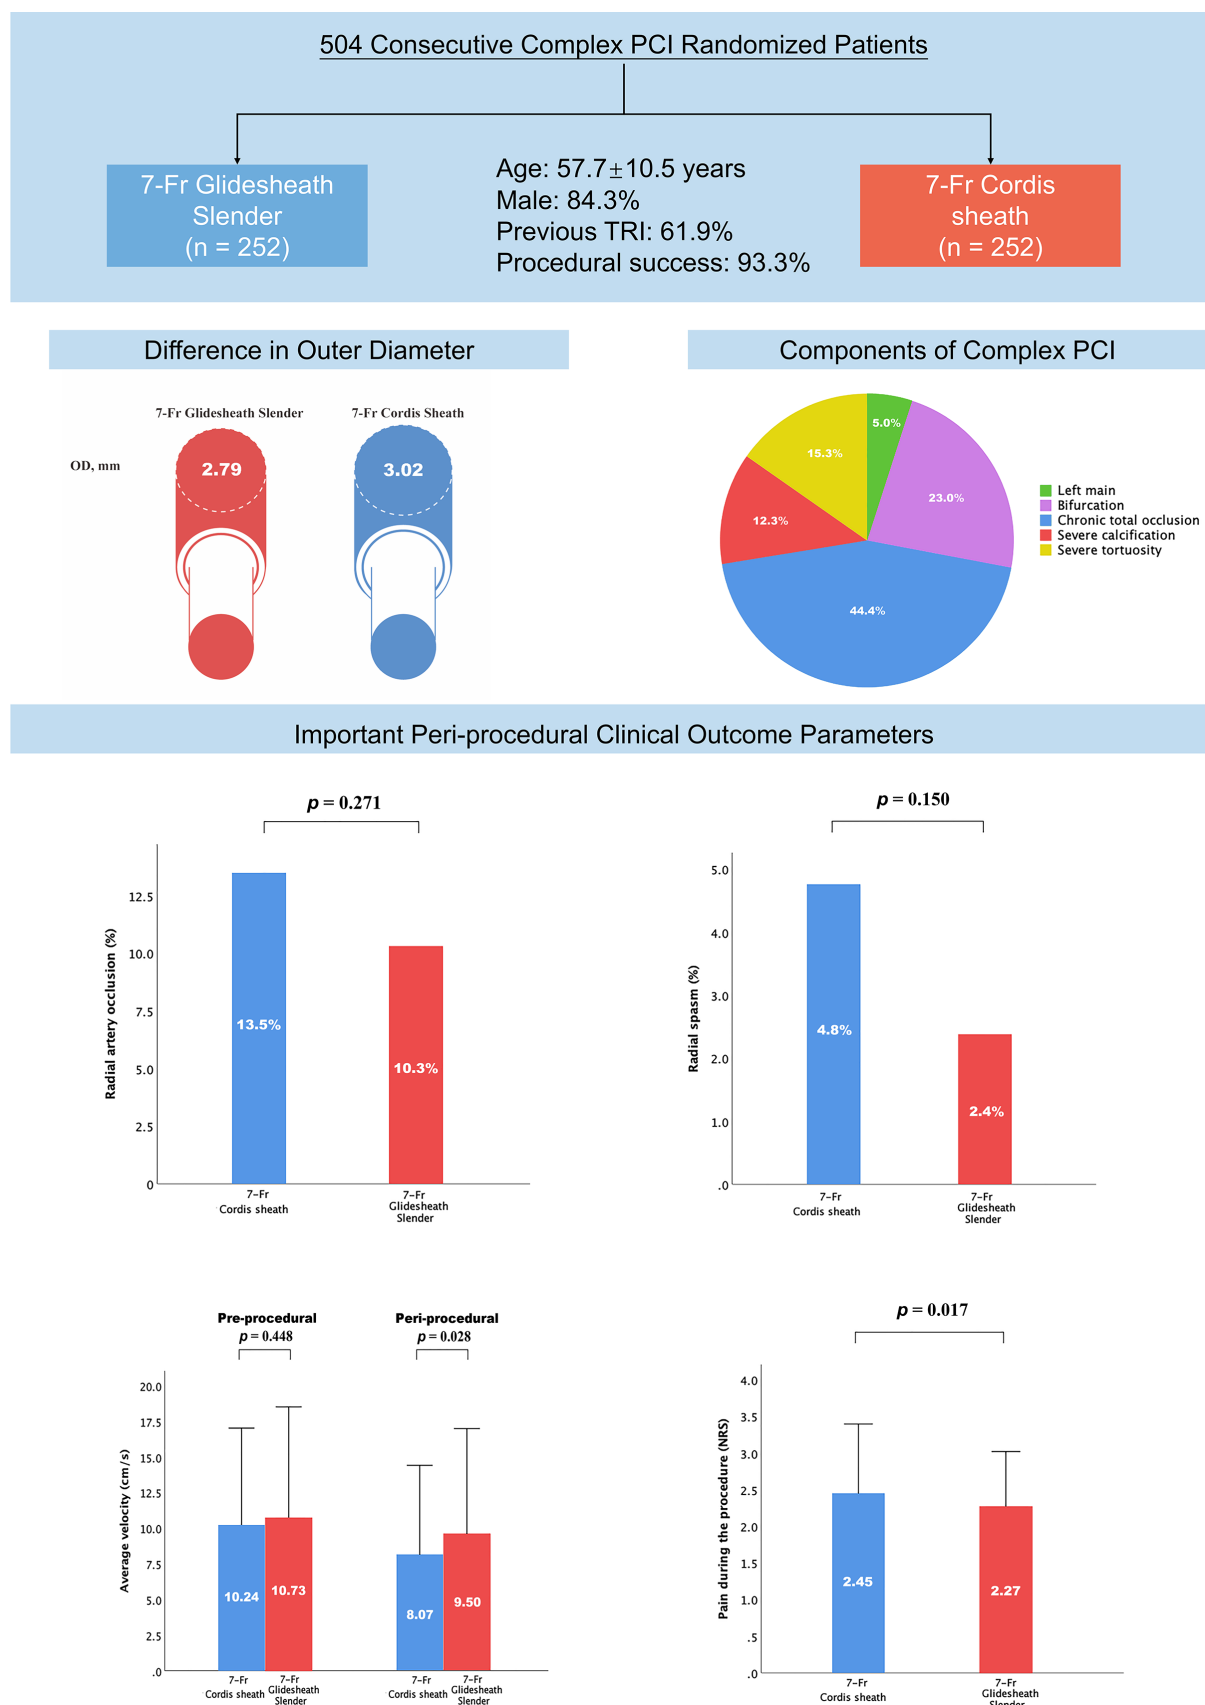 504 Consecutive Complex PCI Randomized Patients
7-Fr Glidesheath
Slender
(n = 252)
Age: 57.7±10.5 years
Male: 84.3%
Previous TRI: 61.9%
Procedural success: 93.3%
7-Fr Cordis
sheath
(n = 252)
Difference in Outer Diameter
7-Fr Glidesheath Slender
7-Fr Cordis Sheath
OD, mm
2.79
3.02
Components of Complex PCI
5.0%
23.0%
44.4%
12.3%
15.3%
Left main
Bifurcation
Chronic total occlusion
Severe calcification
Severe tortuosity
Important Peri-procedural Clinical Outcome Parameters
p = 0.271
Radial artery occlusion (%)
12.5
10.0
7.5
5.0
2.5
0
13.5%
10.3%
7-Fr
Cordis sheath
7-Fr
Glidesheath
Slender
p = 0.150
Radial spasm (%)
5.0
4.0
3.0
2.0
1.0
.0
4.8%
2.4%
7-Fr
Cordis sheath
7-Fr
Glidesheath
Slender
Pre-procedural
p = 0.448
Peri-procedural
p = 0.028
Average velocity (cm/s)
20.0
17.5
15.0
12.5
10.0
7.5
5.0
2.5
.0
10.24
10.73
8.07
9.50
7-Fr
Cordis sheath
7-Fr
Glidesheath
Slender
7-Fr
Cordis sheath
7-Fr
Glidesheath
Slender
p = 0.017
Pain during the procedure (NRS)
4.0
3.5
3.0
2.5
2.0
1.5
1.0
.5
.0
2.45
2.27
7-Fr
Cordis sheath
7-Fr
Glidesheath
Slender